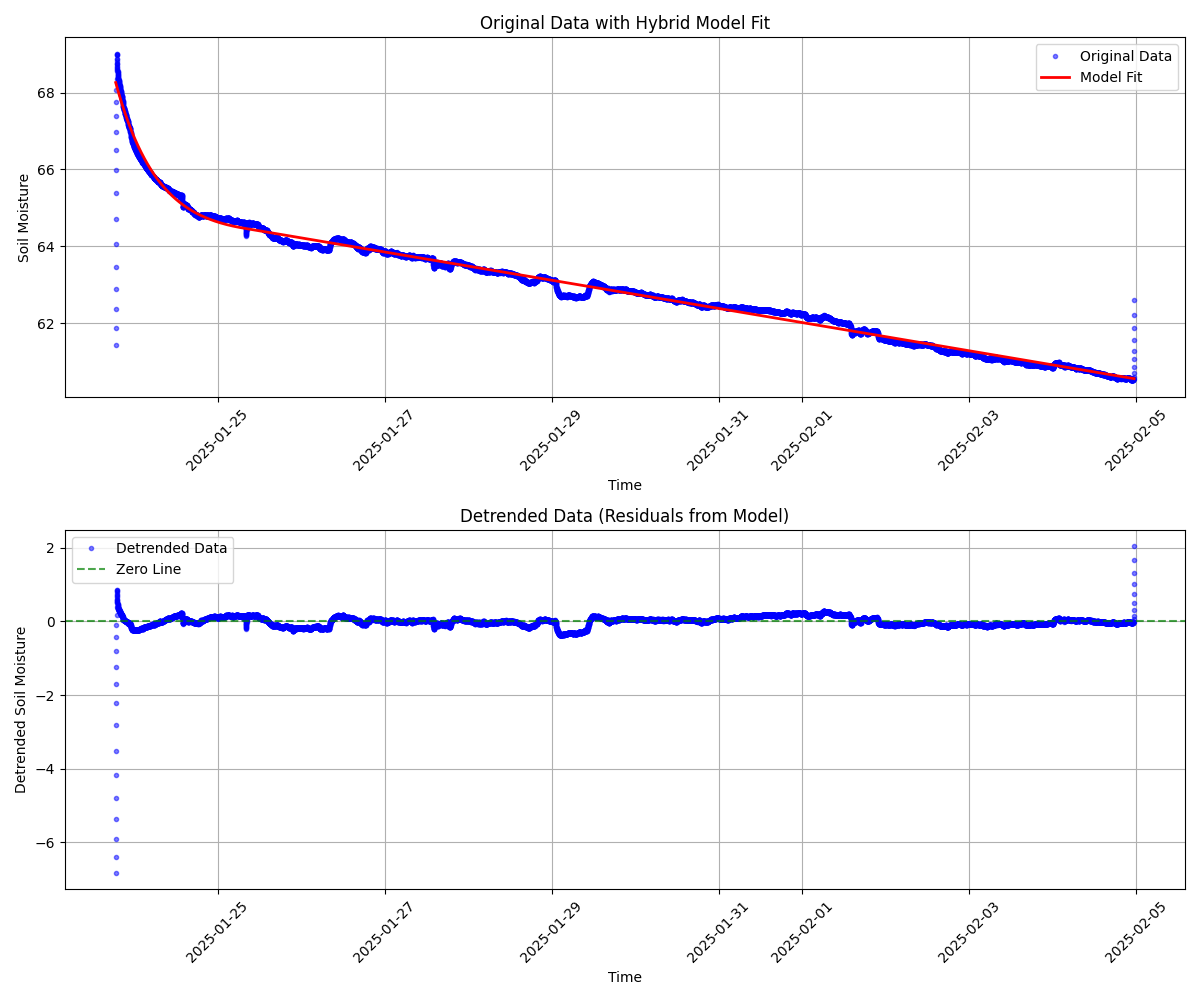 Original Data with Hybrid Model Fit
Original Data
Model Fit
68
66
64
62
Soil Moisture
2025-01-25
2025-01-27
2025-01-29
2025-01-31
2025-02-01
2025-02-03
2025-02-05
Time
Detrended Data (Residuals from Model)
Detrended Data
Zero Line
2
0
−2
−4
−6
Detrended Soil Moisture
2025-01-25
2025-01-27
2025-01-29
2025-01-31
2025-02-01
2025-02-03
2025-02-05
Time